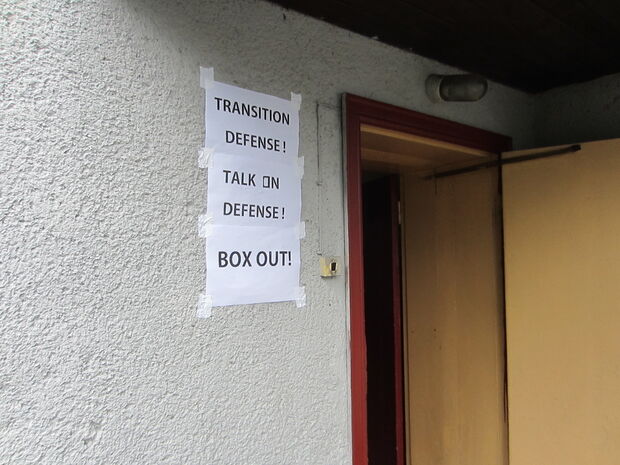 TRANSITION
DEFENSE!
TALK ON
DEFENSE!
BOX OUT!